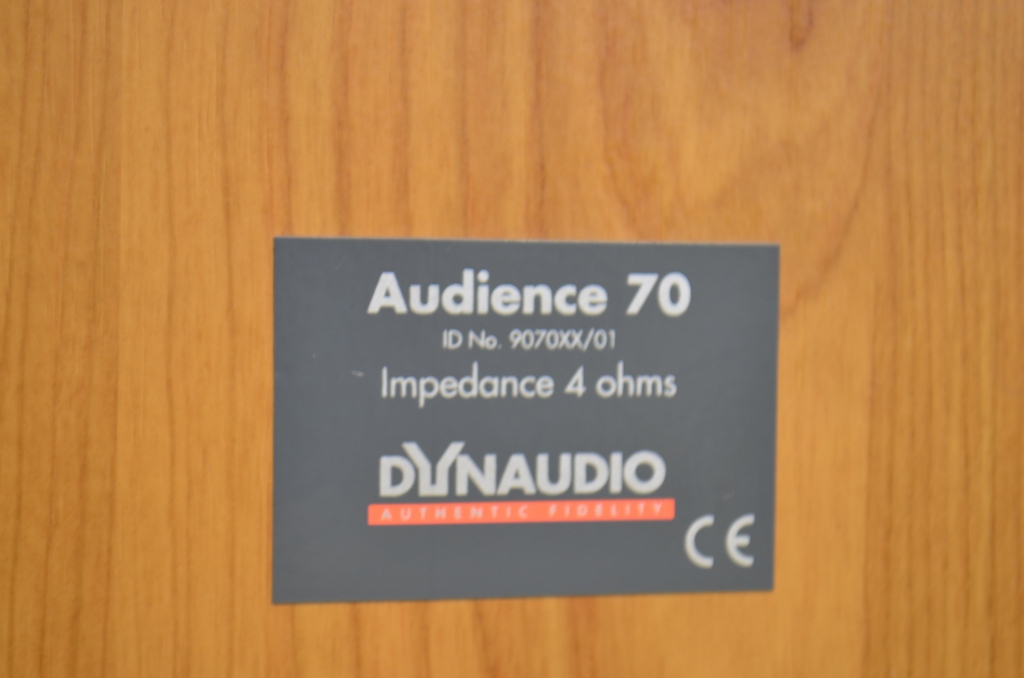 Audience 70
ID No. 9070XX/01
Impedance 4 ohms
DYNAUDIO
AUTHENTIC FIDELITY
CE